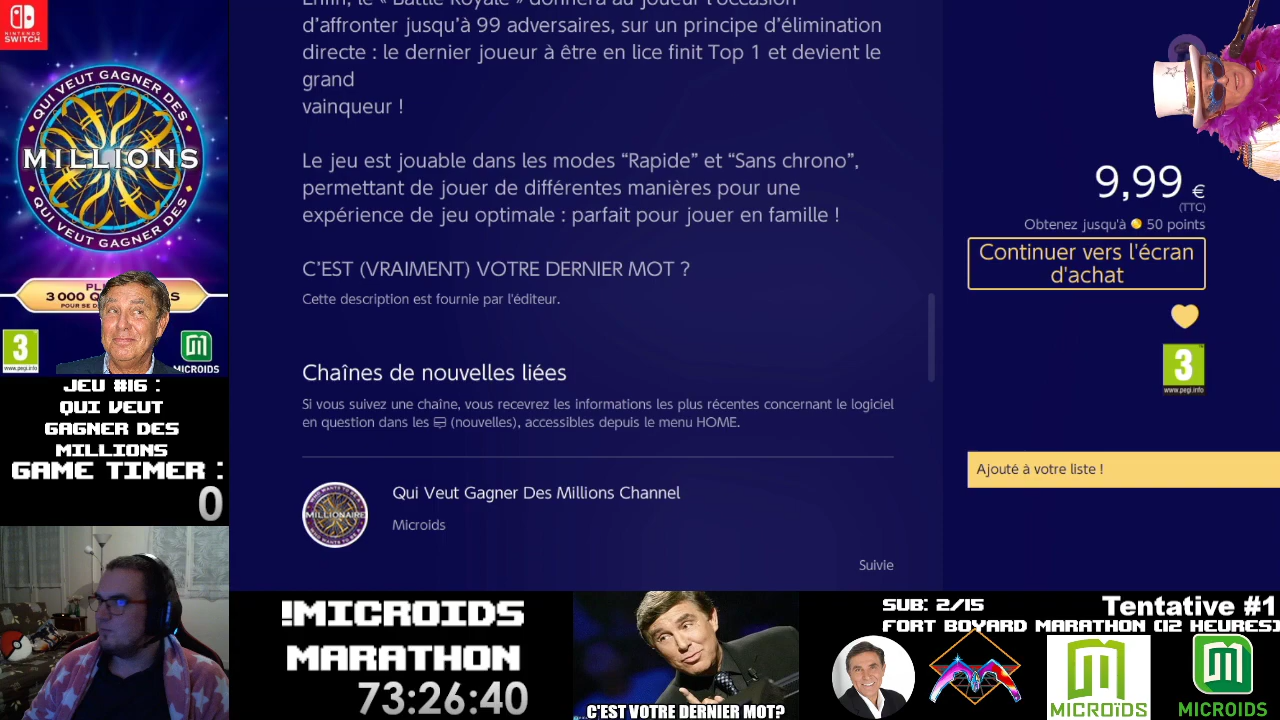 NINTENDO
SWITCH
QUI VEUT GAGNER DES
MILLIONS
QUI VEUT GAGNER DES
3 000 Q
3
www.pegi.info
MICROIDS
JEU #16 :
QUI VEUT
GAGNER DES
MILLIONS
GAME TIMER :
0
d'affronter jusqu'à 99 adversaires, sur un principe d'élimination
directe : le dernier joueur à être en lice finit Top 1 et devient le
grand
vainqueur !
Le jeu est jouable dans les modes “Rapide” et “Sans chrono”,
permettant de jouer de différentes manières pour une
expérience de jeu optimale : parfait pour jouer en famille !
C'EST (VRAIMENT) VOTRE DERNIER MOT ?
Cette description est fournie par l'éditeur.
Chaînes de nouvelles liées
Si vous suivez une chaîne, vous recevrez les informations les plus récentes concernant le logiciel
en question dans les (nouvelles), accessibles depuis le menu HOME.
MILLIONAIRE
Qui Veut Gagner Des Millions Channel
Microids
Suivie
9,99 €
(TTC)
Obtenez jusqu'à 50 points
Continuer vers l'écran
d'achat
3
www.pegi.info
Ajouté à votre liste !
!MICROIDS
MARATHON
73:26:40
C'EST VOTRE DERNIER MOT?
SUB: 2/15
Tentative #1
FORT BOYARD MARATHON (12 HEURES)
MICROÏDS
MICROIDS